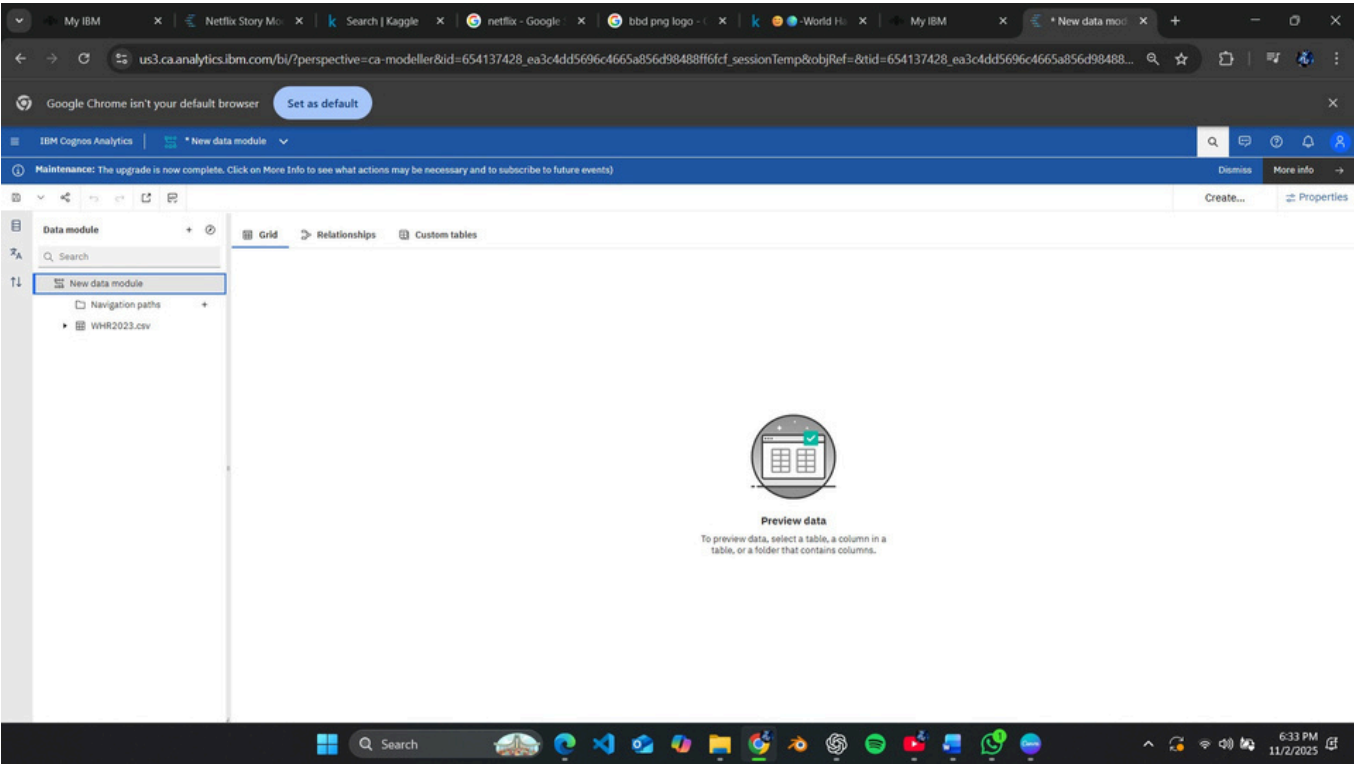 My IBM
Netflix Story Mo
Search | Kaggle
netflix - Google
bbd png logo -
-World Ha
My IBM
* New data mod
us3.ca.analytics.ibm.com/bi/?perspective=ca-modeller&id=654137428_ea3c4dd5696c4665a856d98488ff6fcf_sessionTemp&objRef=&tid=654137428_ea3c4dd5696c4665a856d98488...
Google Chrome isn't your default browser
Set as default
IBM Cognos Analytics
* New data module
Maintenance: The upgrade is now complete. Click on More Info to see what actions may be necessary and to subscribe to future events)
Dismiss
More info
Create...
Properties
Data module
Grid
Relationships
Custom tables
Search
New data module
Navigation paths
WHR2023.csv
Preview data
To preview data, select a table, a column in a
table, or a folder that contains columns.
Search
6:33 PM
11/2/2025